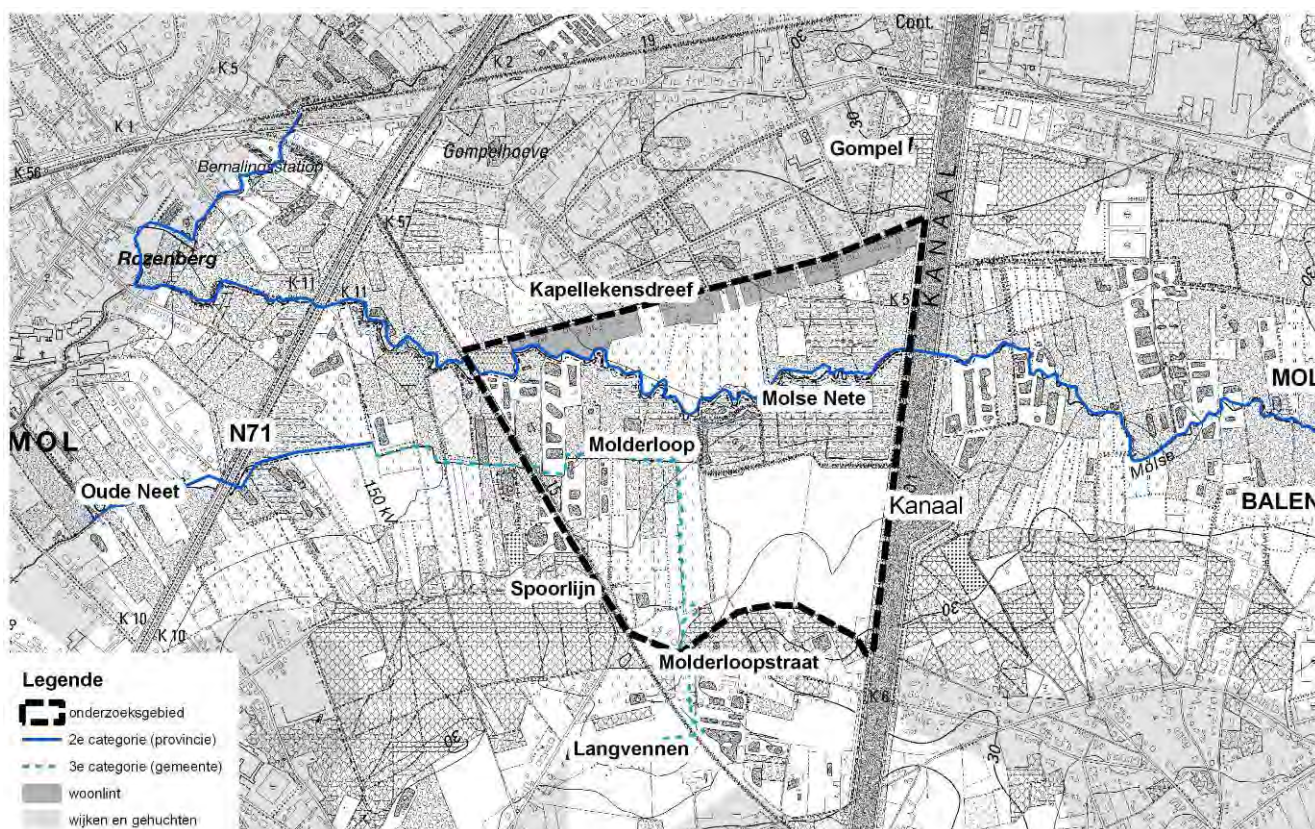 Cont.
30
19
K 5
K 2
K 1
Gompelhoeve
Gompel
Bemalingsstation
K 56
K 57
KANAAL
Rozenberg
K 11
K 11
Kapellekensdreef
K 5
MOL
Molse Nete
N71
Molderloop
MOL
Molse
Oude Neet
150 kV
15
Kanaal
BALEN
Spoorlijn
30
K 10
K 10
Molderloopstraat
K 6
Langvennen
30
30
Legende
onderzoeksgebied
2e categorie (provincie)
3e categorie (gemeente)
woonlint
wijken en gehuchten